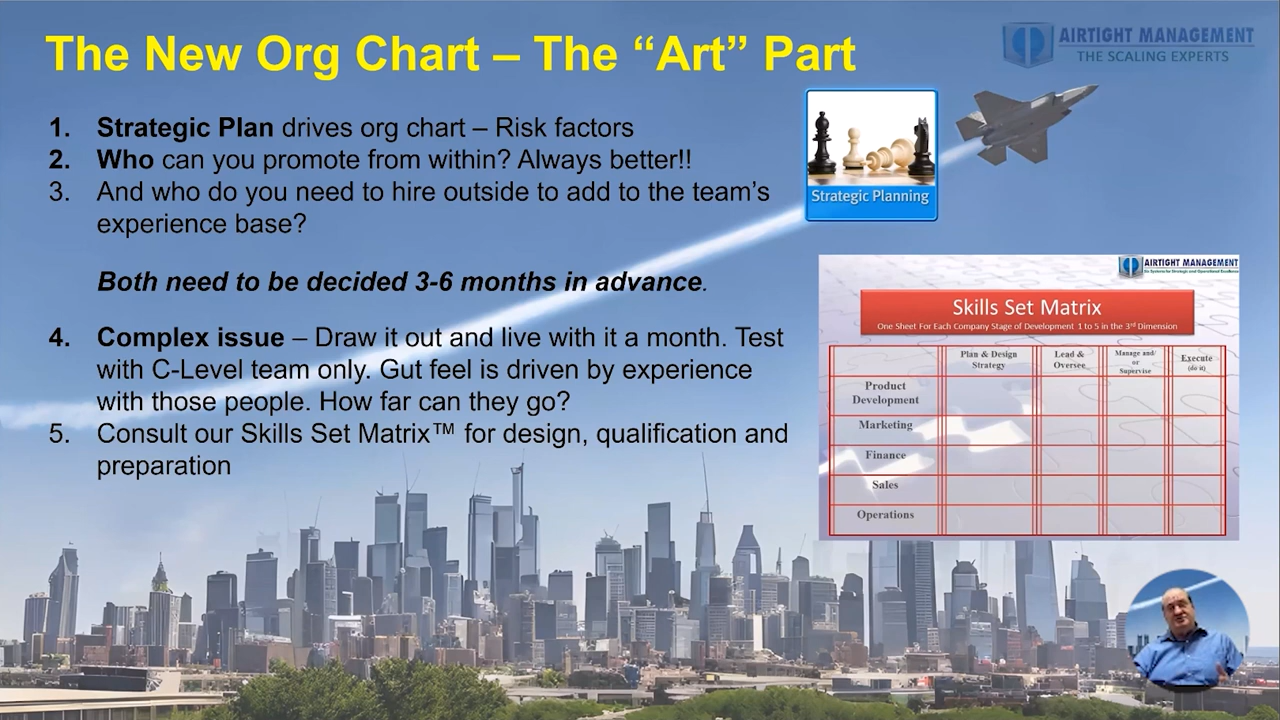 The New Org Chart – The “Art” Part
AIRTIGHT MANAGEMENT
THE SCALING EXPERTS
1. Strategic Plan drives org chart – Risk factors
2. Who can you promote from within? Always better!!
3. And who do you need to hire outside to add to the team’s
experience base?
Both need to be decided 3-6 months in advance.
4. Complex issue – Draw it out and live with it a month. Test
with C-Level team only. Gut feel is driven by experience
with those people. How far can they go?
5. Consult our Skills Set Matrix™ for design, qualification and
preparation
Strategic Planning
AIRTIGHT MANAGEMENT
Six Systems for Strategic and Operational Excellence
Skills Set Matrix
One Sheet For Each Company Stage of Development 1 to 5 in the 3rd Dimension
Plan & Design
Strategy
Lead &
Oversee
Manage and/
or
Supervise
Execute
(do it)
Product
Development
Marketing
Finance
Sales
Operations